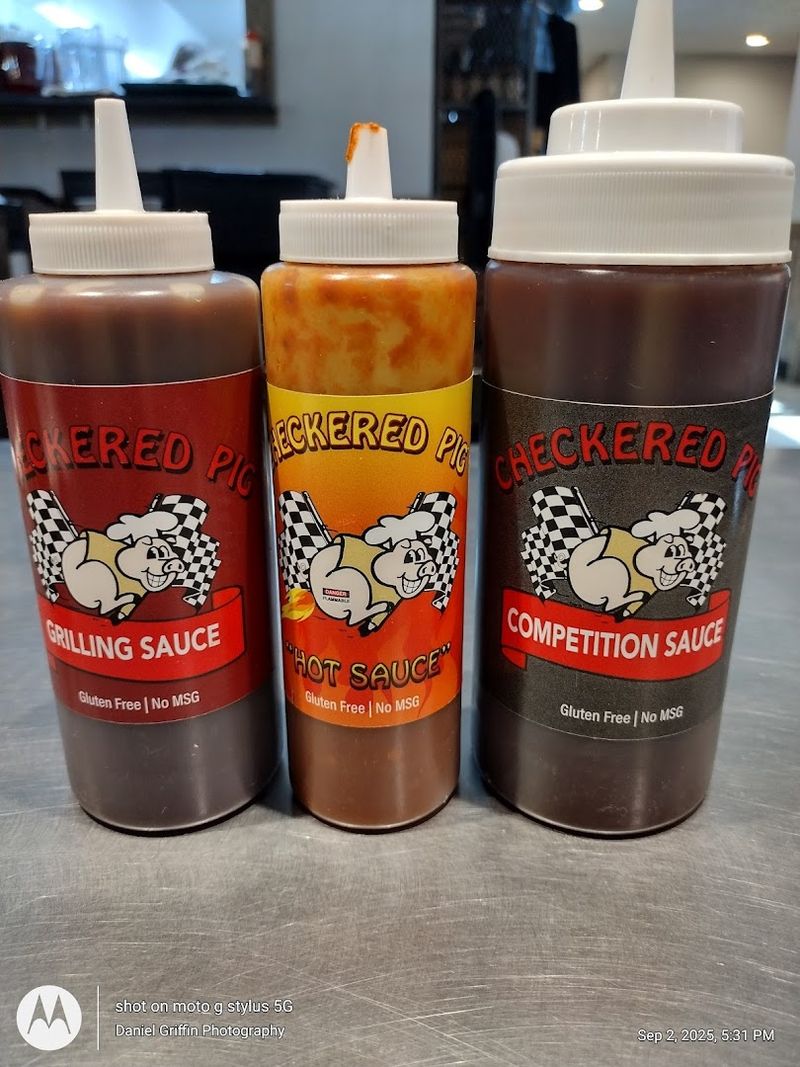 ECKERED PIG
GRILLING SAUCE
Gluten Free | No MSG
HECKERED PIG
DANGER
FLAMMABLE
"HOT SAUCE"
Gluten Free | No MSG
CHECKERED PIG
COMPETITION SAUCE
Gluten Free | No MSG
shot on moto g stylus 5G
Daniel Griffin Photography
Sep 2, 2025, 5:31 PM